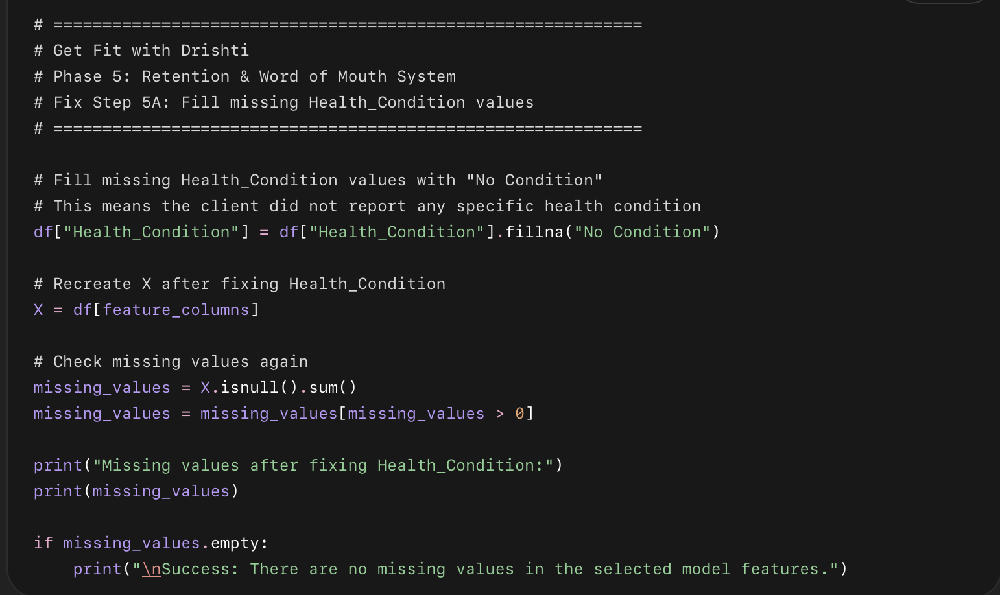 # ============================================================
# Get Fit with Drishti
# Phase 5: Retention & Word of Mouth System
# Fix Step 5A: Fill missing Health_Condition values
# ============================================================
# Fill missing Health_Condition values with "No Condition"
# This means the client did not report any specific health condition
df["Health_Condition"] = df["Health_Condition"].fillna("No Condition")
# Recreate X after fixing Health_Condition
X = df[feature_columns]
# Check missing values again
missing_values = X.isnull().sum()
missing_values = missing_values[missing_values > 0]
print("Missing values after fixing Health_Condition:")
print(missing_values)
if missing_values.empty:
    print("\nSuccess: There are no missing values in the selected model features.")